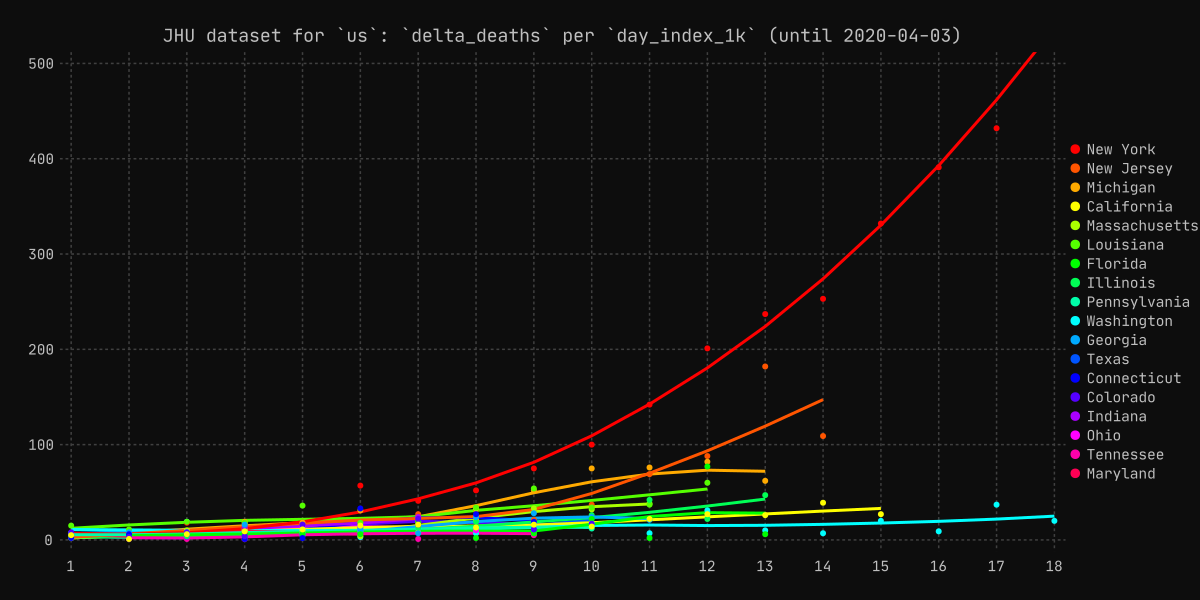 JHU dataset for `us`: `delta_deaths` per `day_index_1k` (until 2020-04-03)
500
400
300
200
100
0
1 2 3 4 5 6 7 8 9 10 11 12 13 14 15 16 17 18
New York
New Jersey
Michigan
California
Massachusetts
Louisiana
Florida
Illinois
Pennsylvania
Washington
Georgia
Texas
Connecticut
Colorado
Indiana
Ohio
Tennessee
Maryland